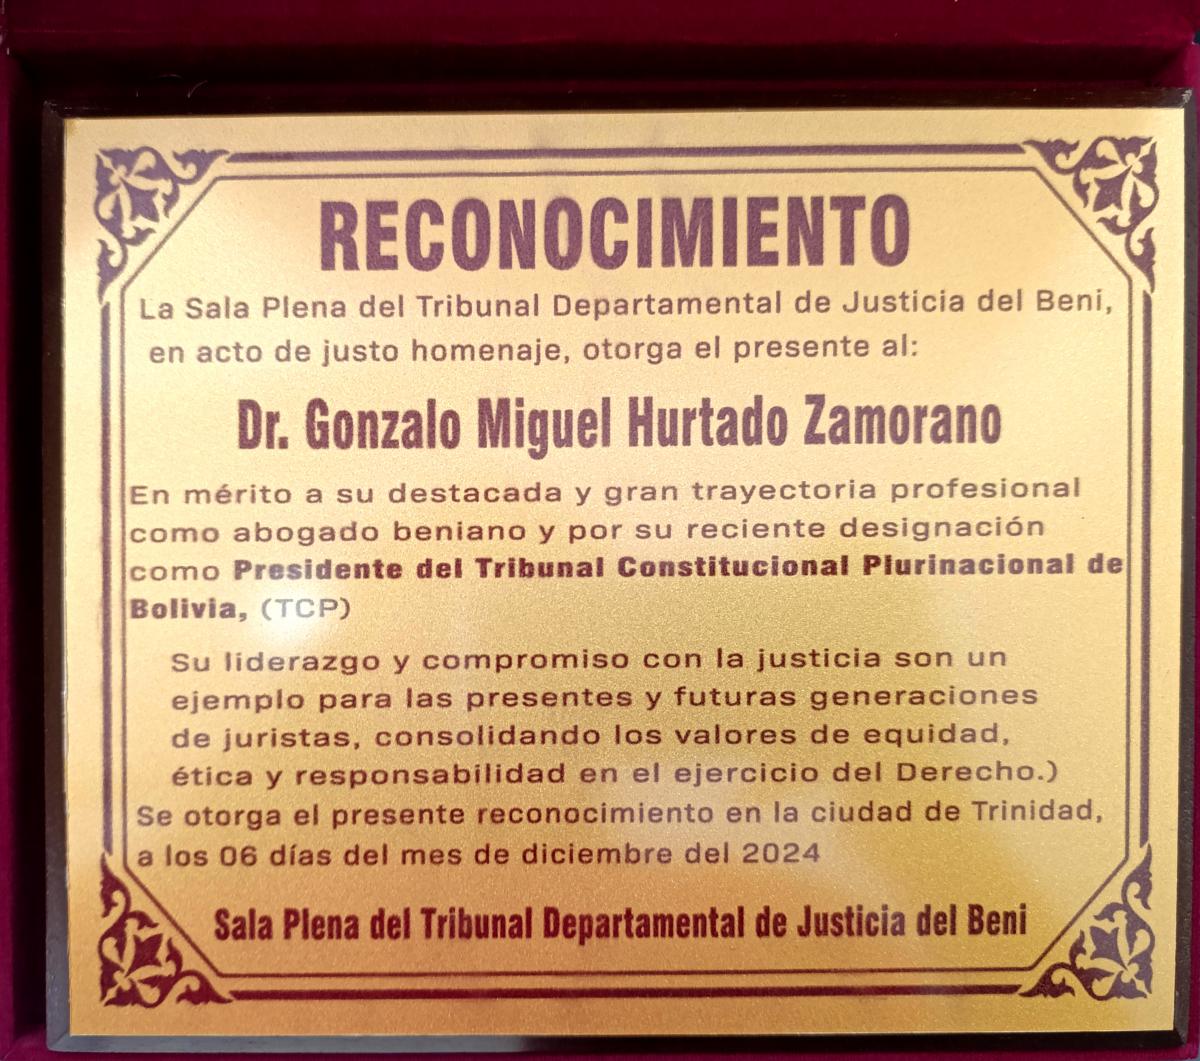 RECONOCIMIENTO
La Sala Plena del Tribunal Departamental de Justicia del Beni,
en acto de justo homenaje, otorga el presente al:
Dr. Gonzalo Miguel Hurtado Zamorano
En mérito a su destacada y gran trayectoria profesional
como abogado beniano y por su reciente designación
como Presidente del Tribunal Constitucional Plurinacional de
Bolivia, (TCP)
Su liderazgo y compromiso con la justicia son un
ejemplo para las presentes y futuras generaciones
de juristas, consolidando los valores de equidad,
ética y responsabilidad en el ejercicio del Derecho.)
Se otorga el presente reconocimiento en la ciudad de Trinidad,
a los 06 días del mes de diciembre del 2024
Sala Plena del Tribunal Departamental de Justicia del Beni